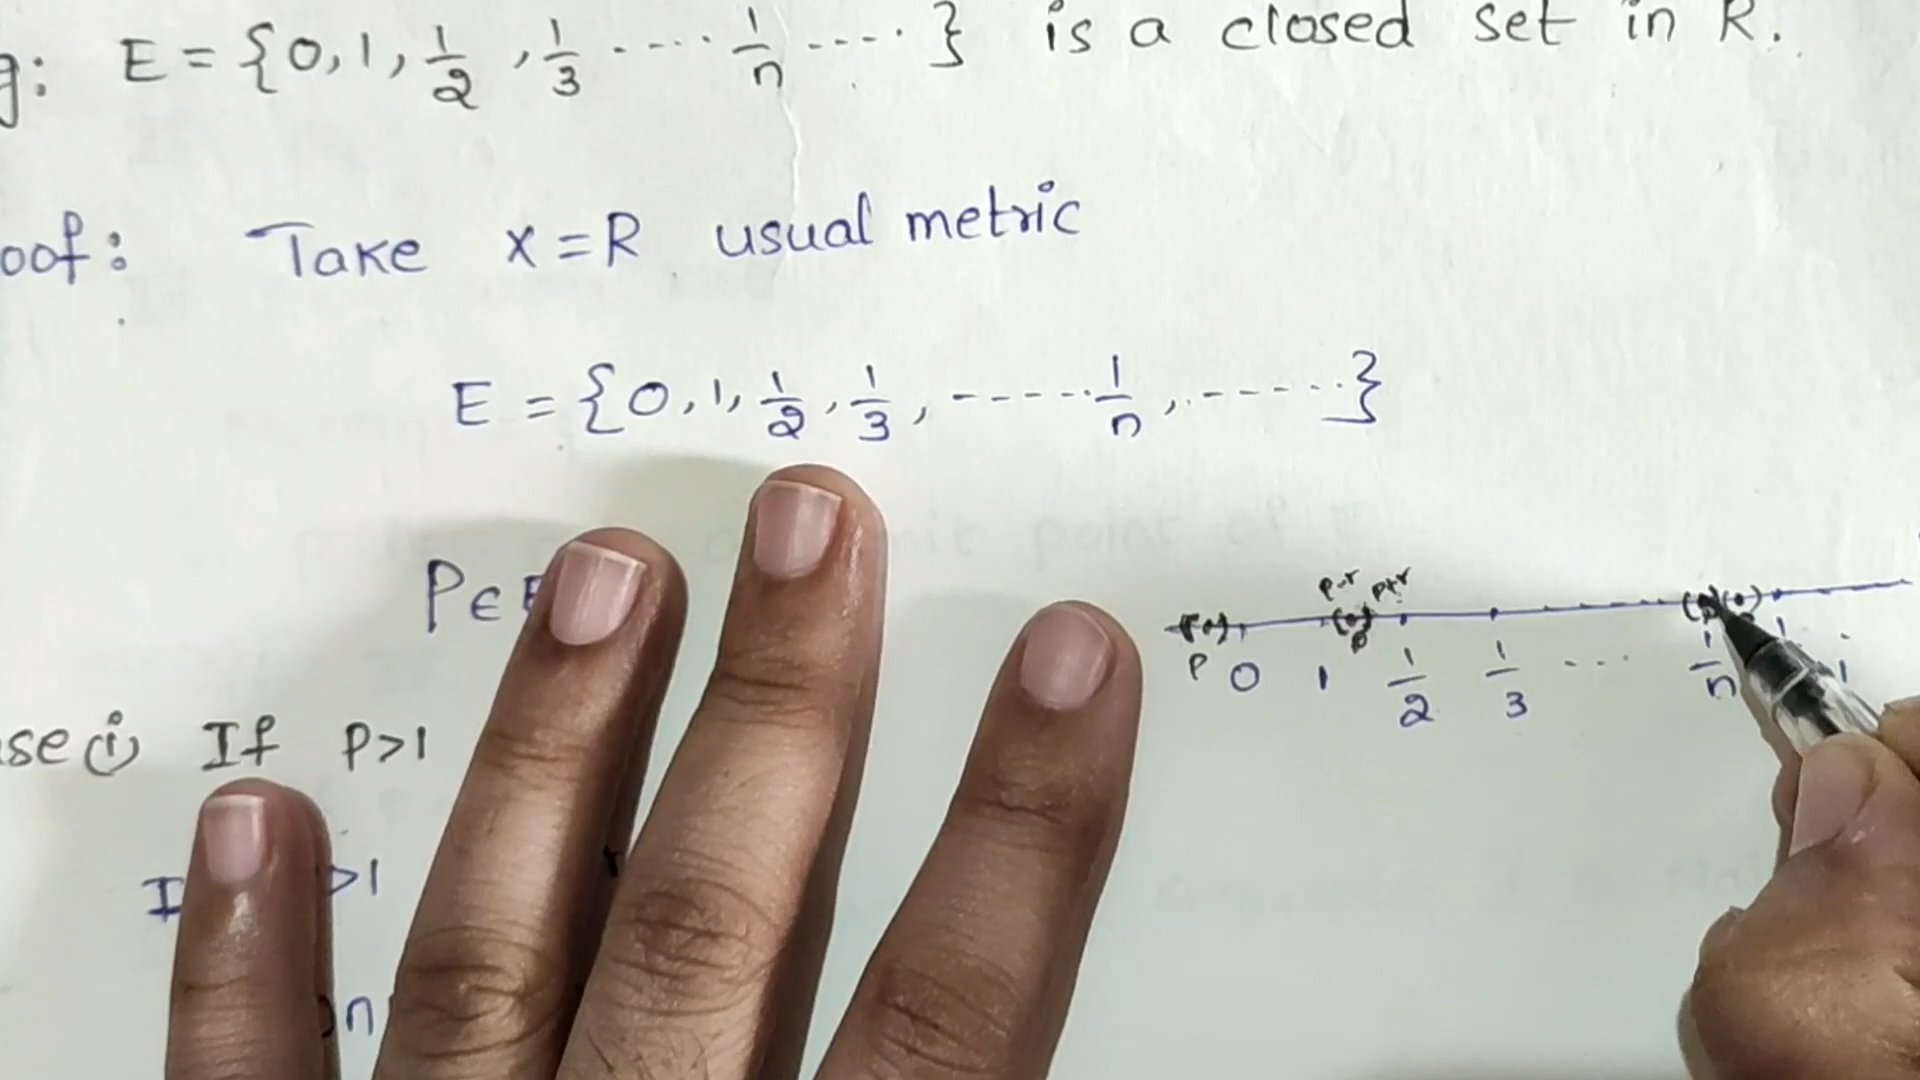 g: E = {0, 1, 1/2, 1/3 ---- 1/n ----} is a closed set in R.
oof: Take X = R usual metric
E = {0, 1, 1/2, 1/3, ----- 1/n, -----}
P ∈ E
P-r P+r
P 0 1 P 1/2 1/3 ... 1/n
se (i) If P>1
>1